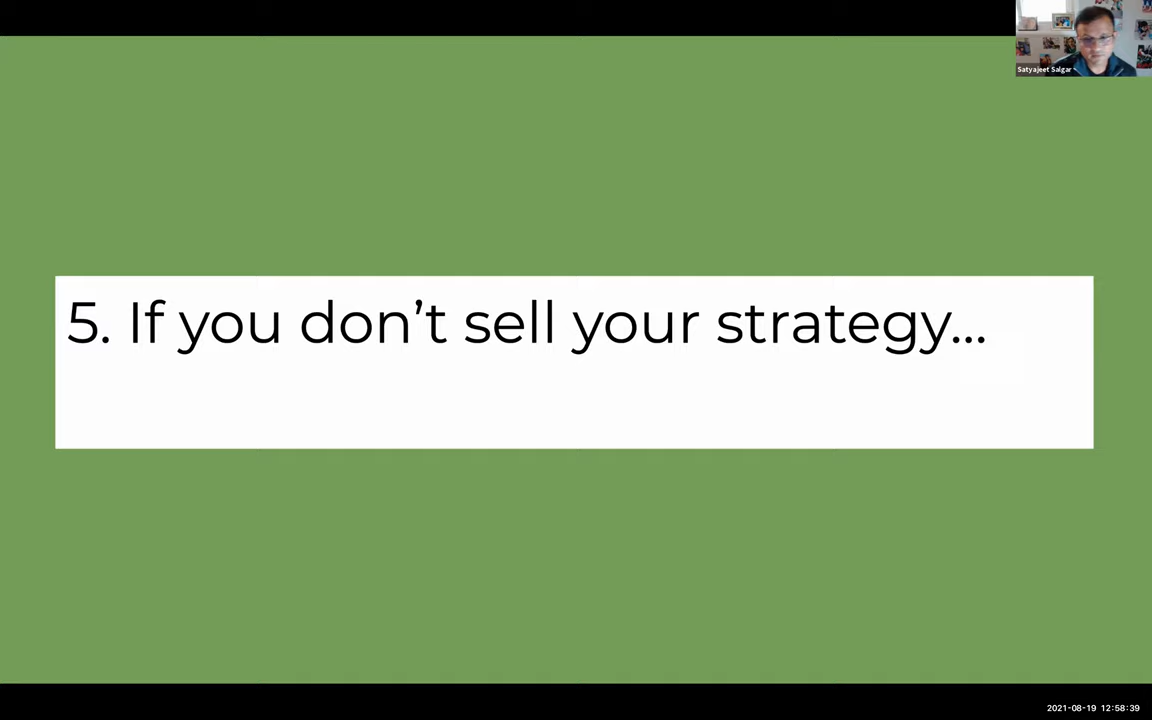 Satyajeet Salgar
5. If you don’t sell your strategy...
2021-08-19 12:58:39